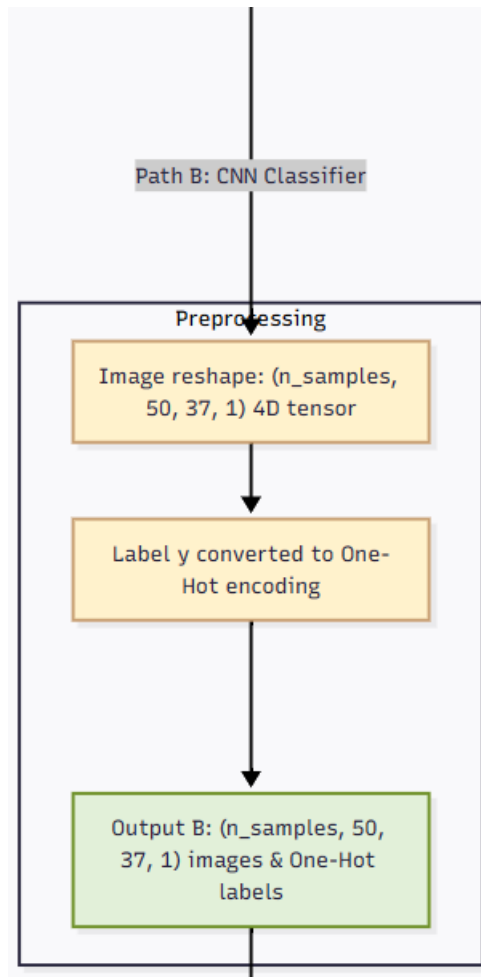 Path B: CNN Classifier
Preprocessing
Image reshape: (n_samples,
50, 37, 1) 4D tensor
Label y converted to One-
Hot encoding
Output B: (n_samples, 50,
37, 1) images & One-Hot
labels